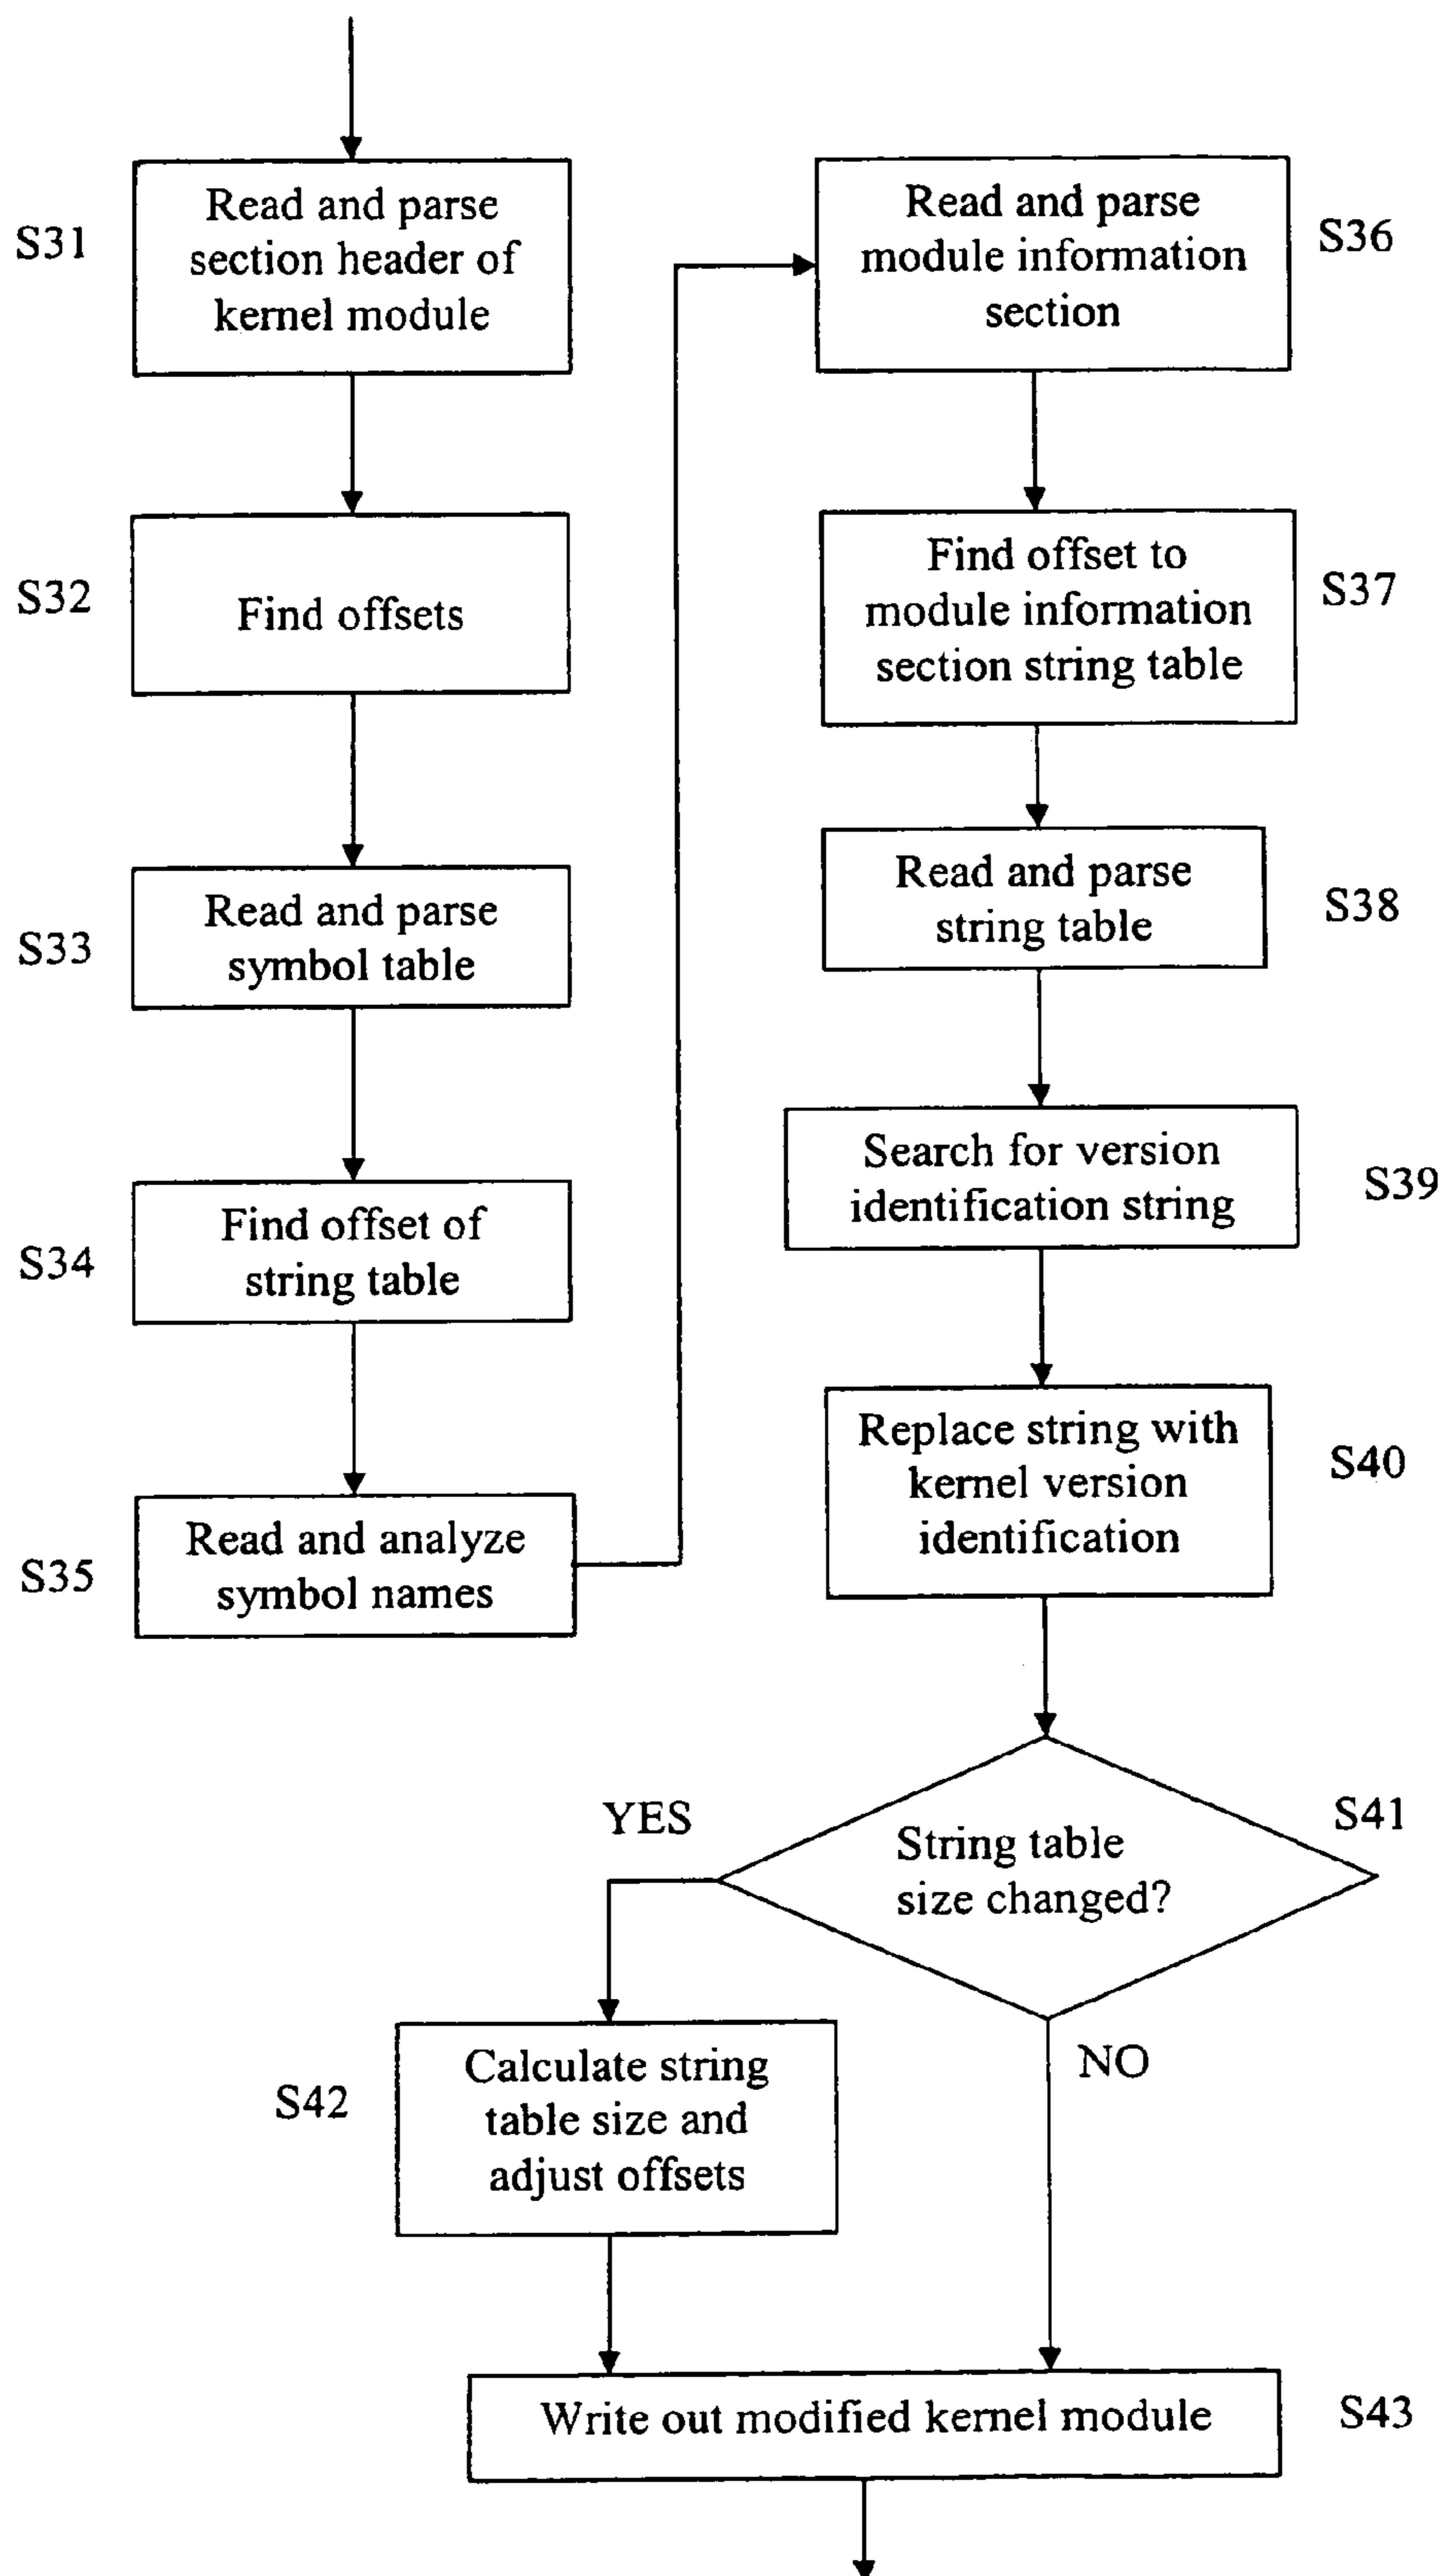 S31
Read and parse
section header of
kernel module
S32
Find offsets
S33
Read and parse
symbol table
S34
Find offset of
string table
S35
Read and analyze
symbol names
Read and parse
module information
section
S36
Find offset to
module information
section string table
S37
Read and parse
string table
S38
Search for version
identification string
S39
Replace string with
kernel version
identification
S40
YES
String table
size changed?
S41
S42
Calculate string
table size and
adjust offsets
NO
Write out modified kernel module
S43